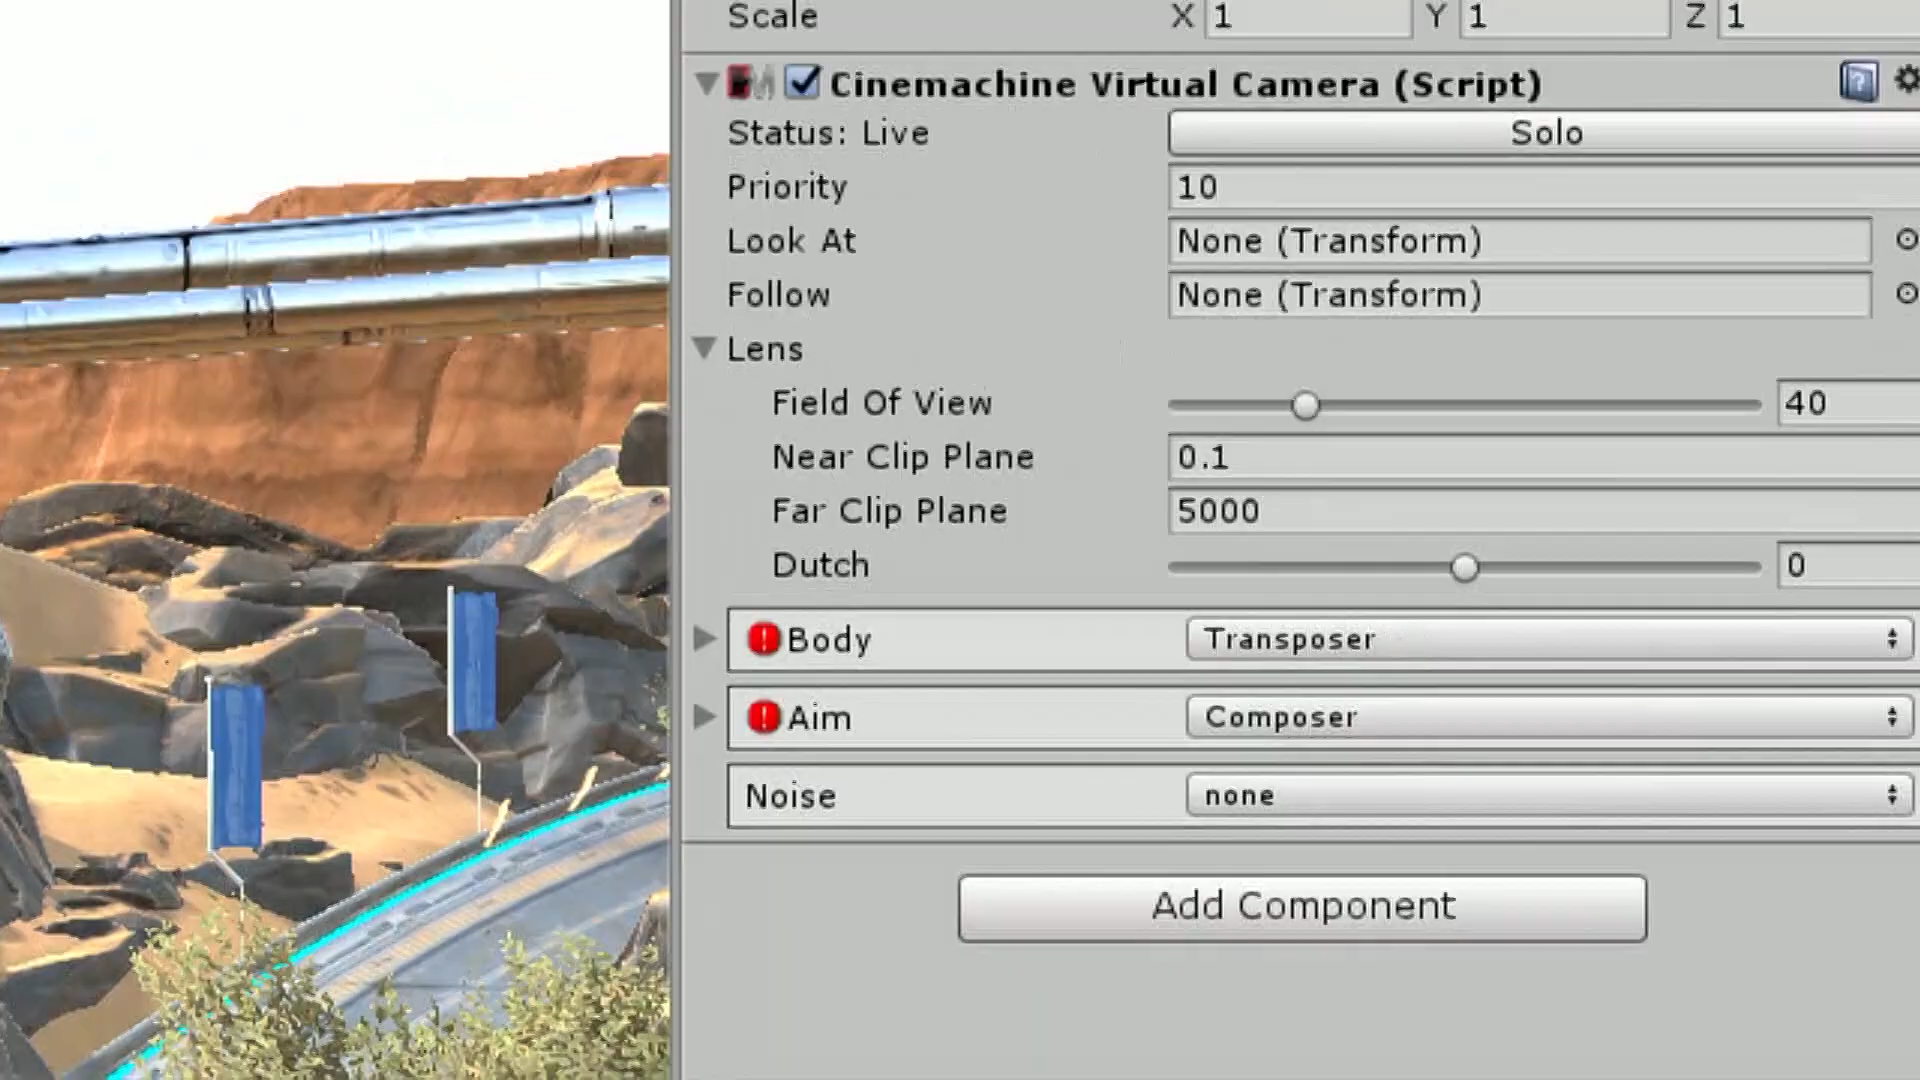 Scale X 1 Y 1 Z 1
Cinemachine Virtual Camera (Script)
Status: Live Solo
Priority 10
Look At None (Transform)
Follow None (Transform)
Lens
Field Of View 40
Near Clip Plane 0.1
Far Clip Plane 5000
Dutch 0
Body Transposer
Aim Composer
Noise none
Add Component